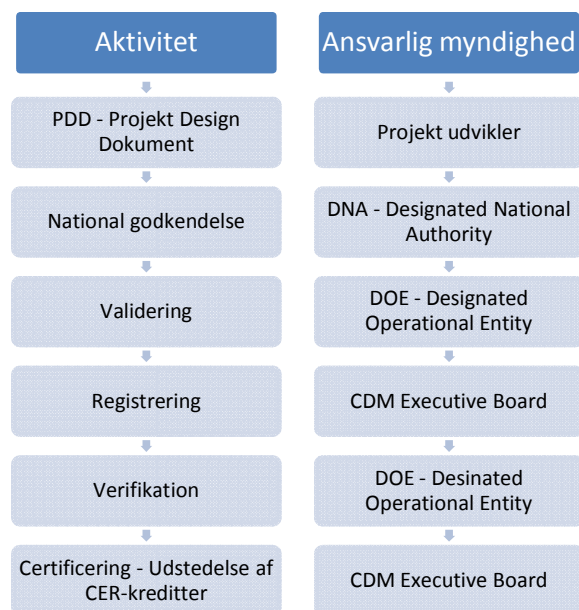 Aktivitet
PDD - Projekt Design
Dokument
National godkendelse
Validering
Registrering
Verifikation
Certificering - Udstedelse af
CER-kreditter
Ansvarlig myndighed
Projekt udvikler
DNA - Designated National
Authority
DOE - Designated
Operational Entity
CDM Executive Board
DOE - Desinated
Operational Entity
CDM Executive Board